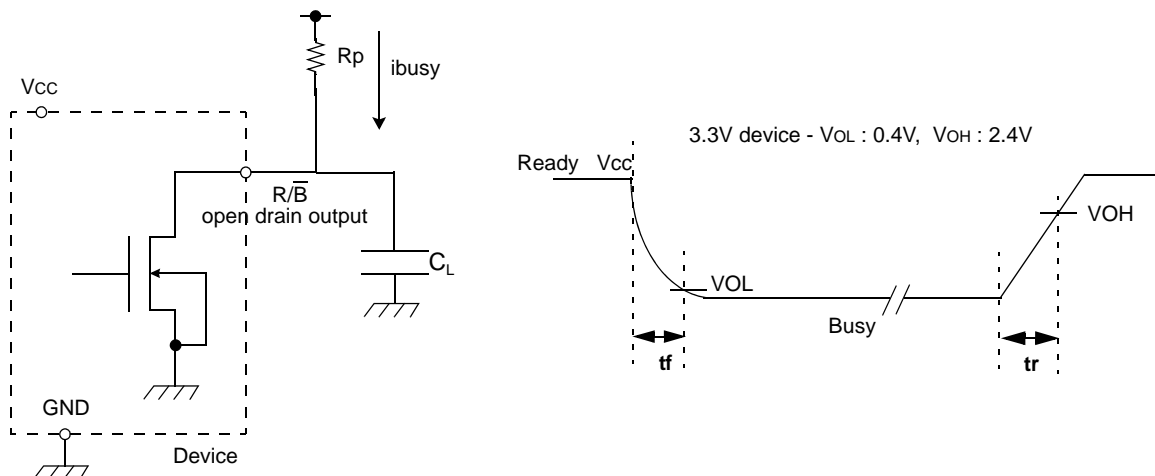 Rp
ibusy
VCC
R/B̅
open drain output
CL
GND
Device
3.3V device - VOL : 0.4V, VOH : 2.4V
Ready Vcc
VOH
VOL
Busy
tf
tr